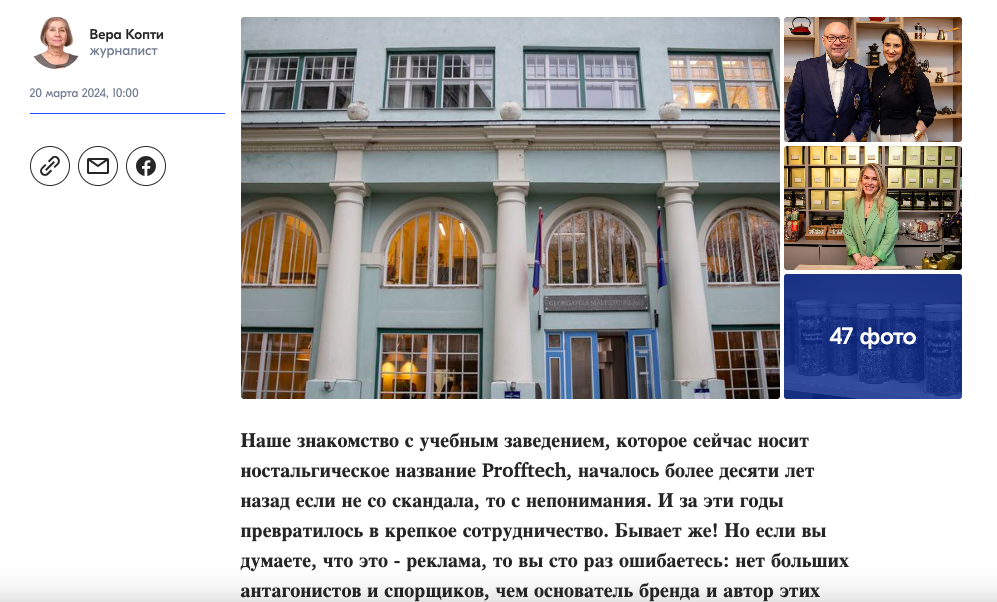 Вера Копти
журналист
20 марта 2024, 10:00
47 фото
Наше знакомство с учебным заведением, которое сейчас носит
ностальгическое название Profftech, началось более десяти лет
назад если не со скандала, то с непонимания. И за эти годы
превратилось в крепкое сотрудничество. Бывает же! Но если вы
думаете, что это - реклама, то вы сто раз ошибаетесь: нет больших
антагонистов и спорщиков, чем основатель бренда и автор этих